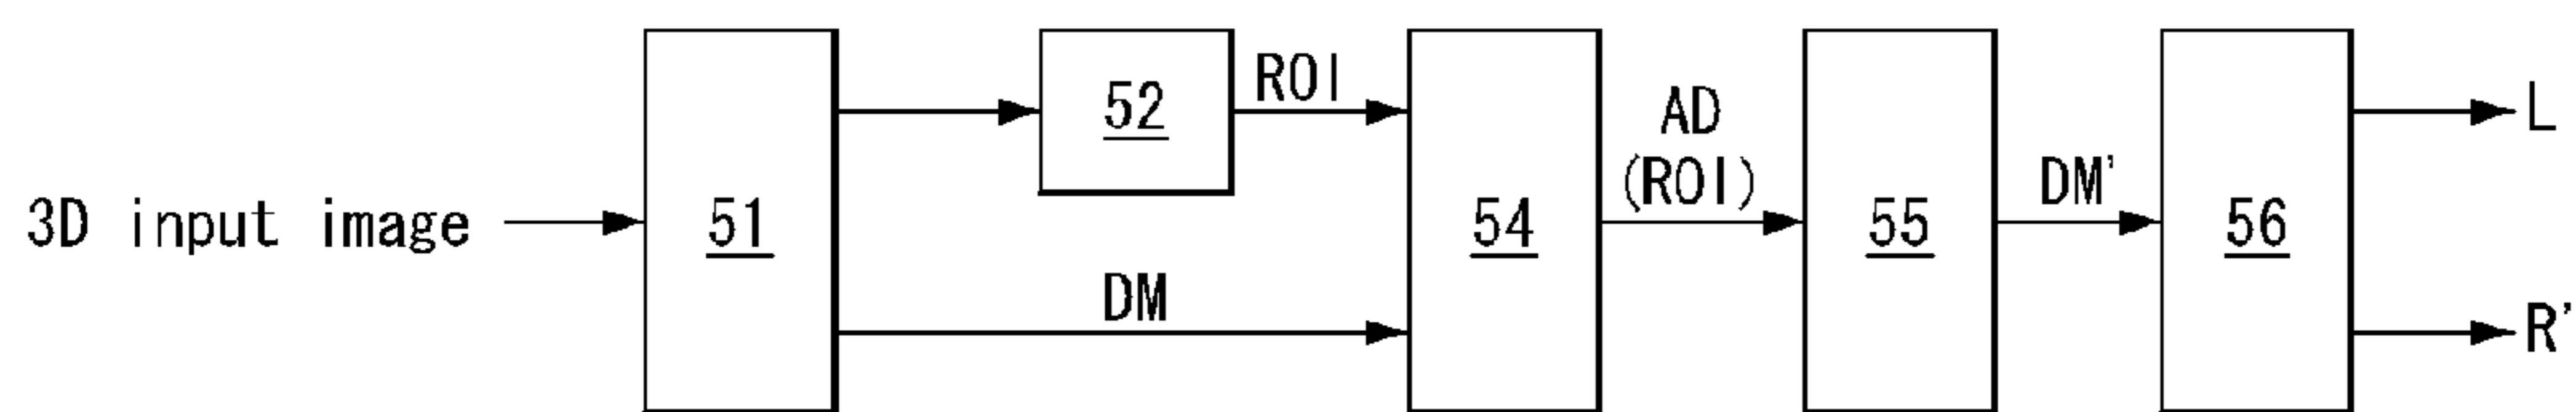 3D input image
51
52
ROI
DM
54
AD
(ROI)
55
DM'
56
L
R'